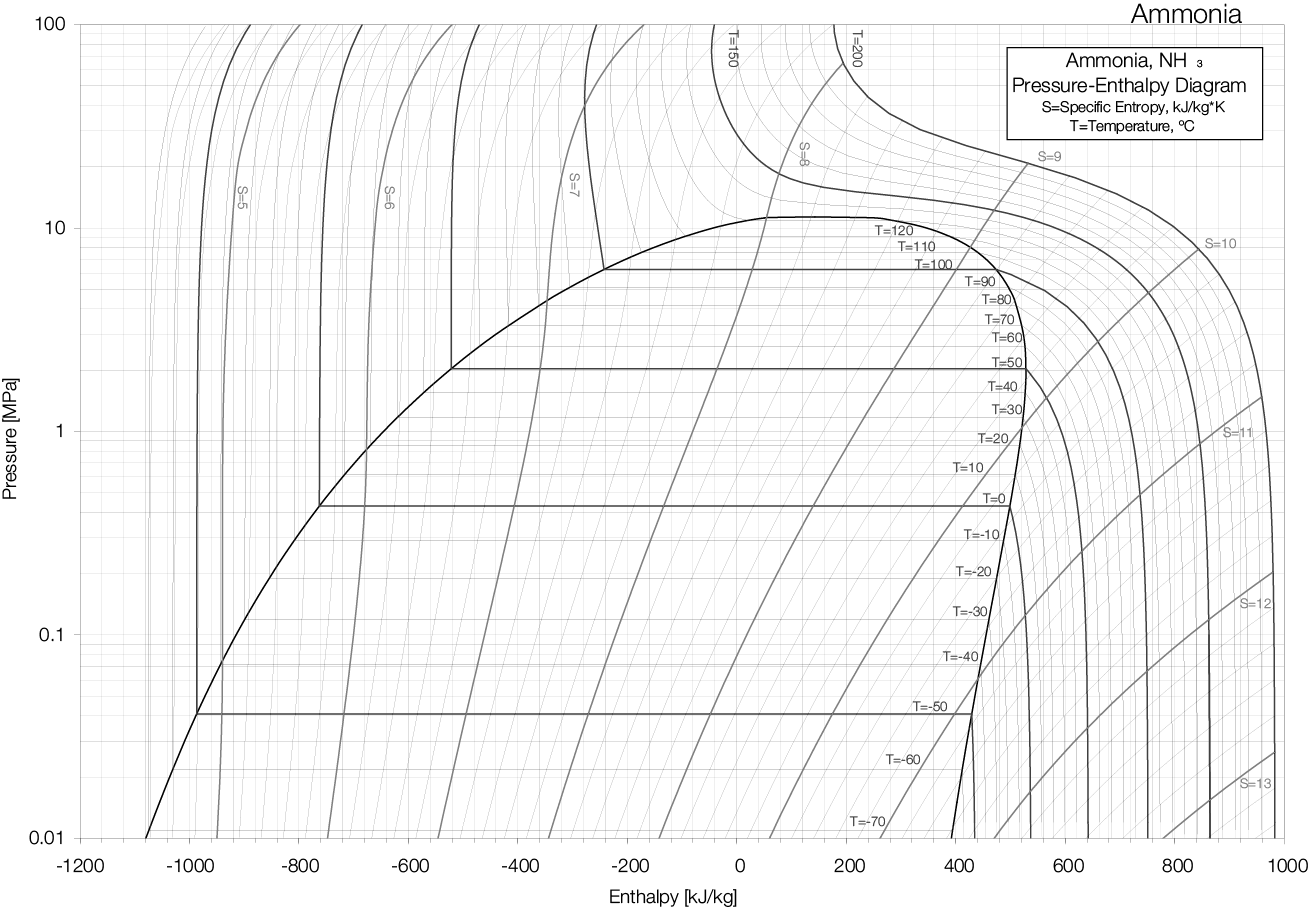 Ammonia
100
T=150
T=200
Ammonia, NH 3
Pressure-Enthalpy Diagram
S=Specific Entropy, kJ/kg*K
T=Temperature, ºC
S=8
S=9
S=5
S=6
S=7
10
T=120
T=110
T=100
S=10
T=90
T=80
T=70
T=60
T=50
T=40
T=30
1
T=20
S=11
T=10
T=0
T=-10
T=-20
T=-30
S=12
0.1
T=-40
T=-50
T=-60
S=13
T=-70
0.01
Pressure [MPa]
-1200 -1000 -800 -600 -400 -200 0 200 400 600 800 1000
Enthalpy [kJ/kg]